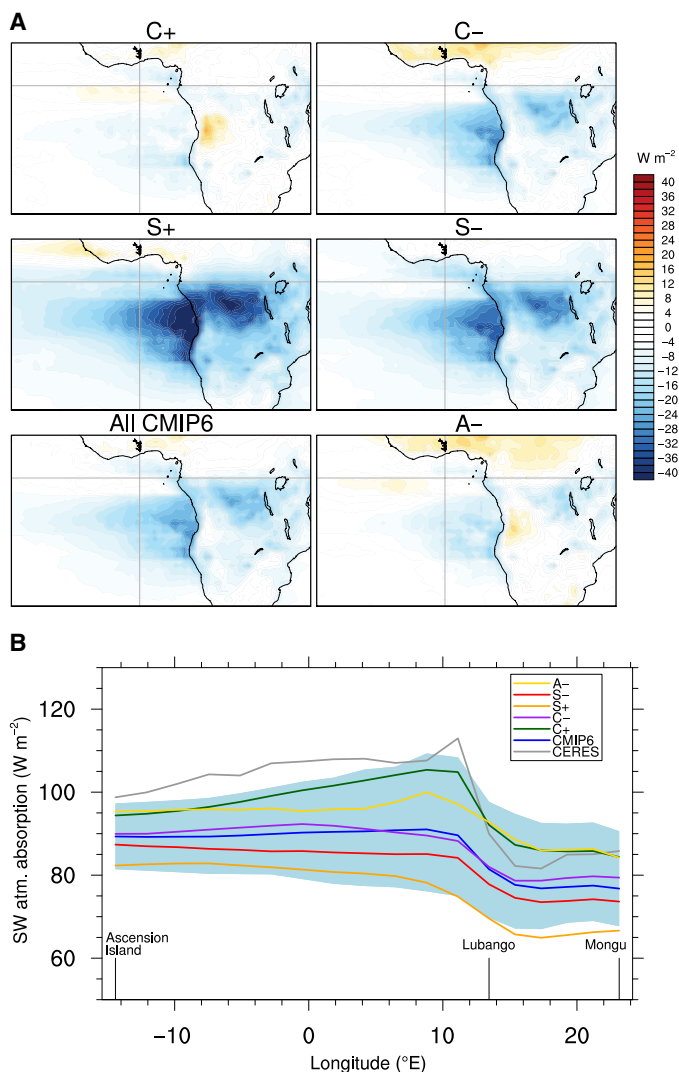 A
C+ C−
W m⁻²
40
36
32
28
24
20
16
12
8
4
0
−4
−8
−12
−16
−20
−24
−28
−32
−36
−40
S+ S−
All CMIP6 A−
B
SW atm. absorption (W m⁻²)
120
100
80
60
A−
S−
S+
C−
C+
CMIP6
CERES
Ascension
Island
Lubango
Mongu
−10 0 10 20
Longitude (°E)